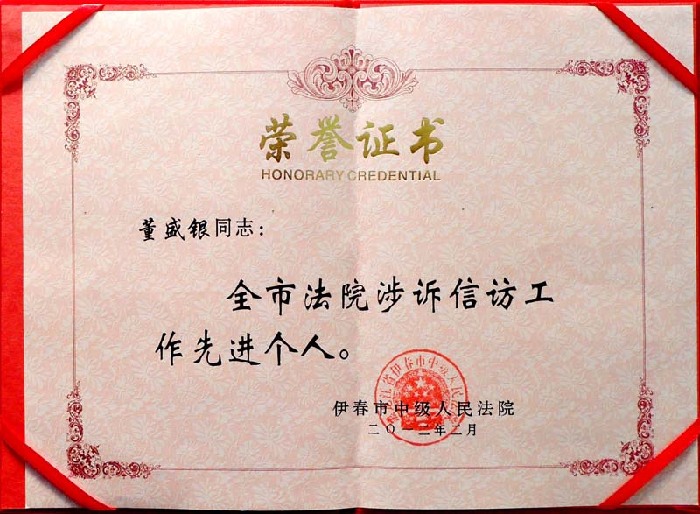 荣誉证书
HONORARY CREDENTIAL
董盛银同志：
全市法院涉诉信访工
作先进个人。
伊春市中级人民法院
二〇一二年二月